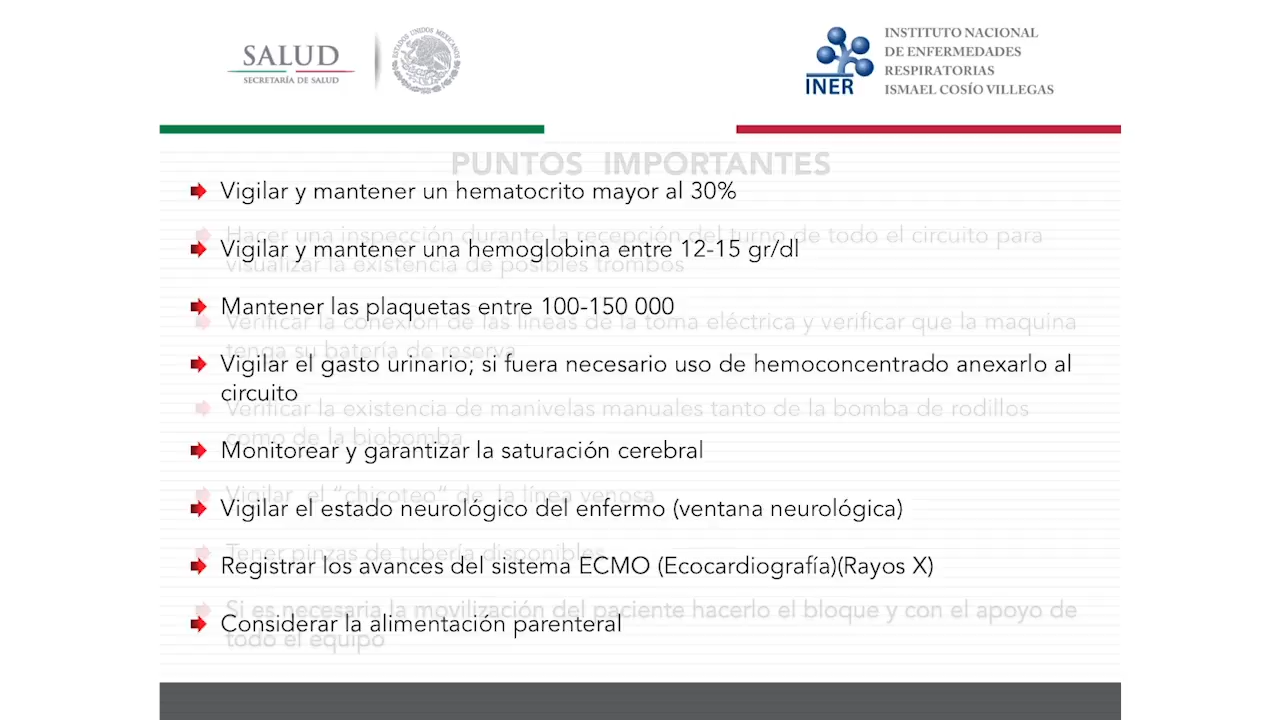 SALUD
SECRETARÍA DE SALUD
ESTADOS UNIDOS MEXICANOS
INER
INSTITUTO NACIONAL
DE ENFERMEDADES
RESPIRATORIAS
ISMAEL COSÍO VILLEGAS
PUNTOS IMPORTANTES
Vigilar y mantener un hematocrito mayor al 30%
Hacer una inspección durante la recepción del turno de todo el circuito para
Vigilar y mantener una hemoglobina entre 12-15 gr/dl
visualizar la existencia de posibles trombos
Mantener las plaquetas entre 100-150 000
Verificar la conexión de las líneas de la toma eléctrica y verificar que la maquina
tenga su batería de reserva
Vigilar el gasto urinario; si fuera necesario uso de hemoconcentrado anexarlo al
circuito
Verificar la existencia de manivelas manuales tanto de la bomba de rodillos
como de la biobomba
Monitorear y garantizar la saturación cerebral
Vigilar el “chicoteo” de la línea venosa
Vigilar el estado neurológico del enfermo (ventana neurológica)
Tener pinzas de tubería disponibles
Registrar los avances del sistema ECMO (Ecocardiografía)(Rayos X)
Si es necesaria la movilización del paciente hacerlo el bloque y con el apoyo de
Considerar la alimentación parenteral
todo el equipo